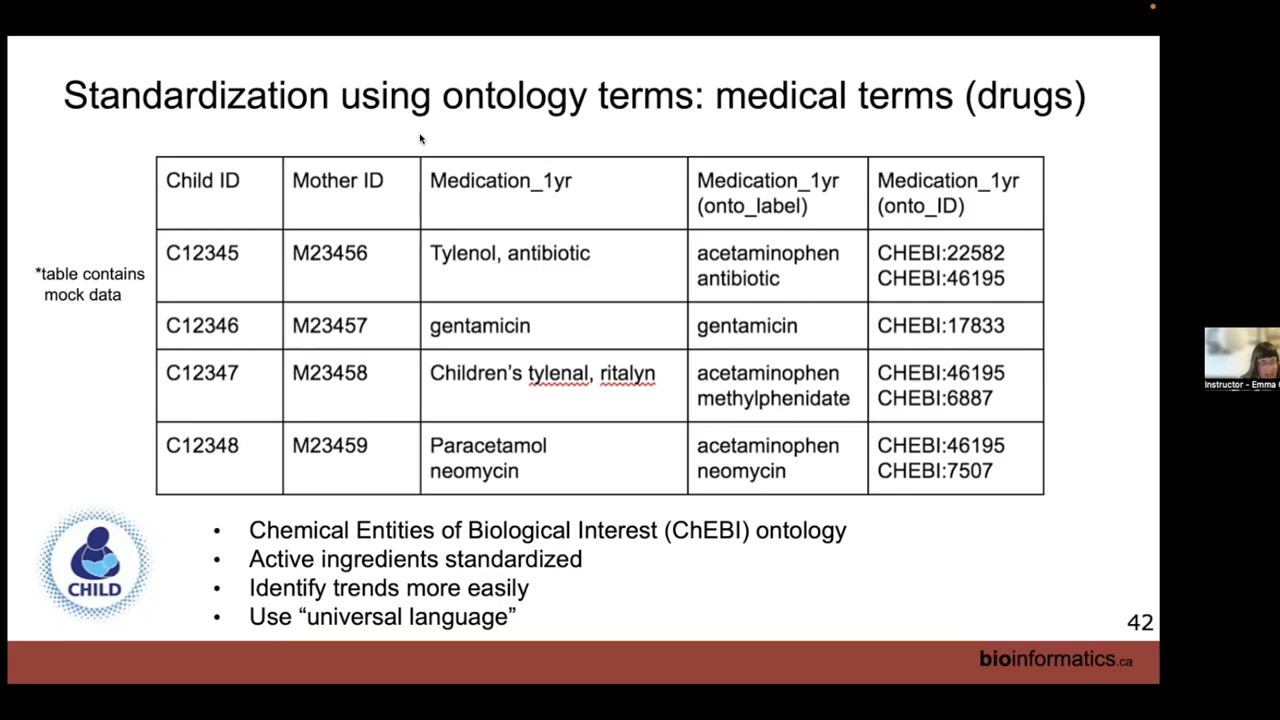 Standardization using ontology terms: medical terms (drugs)
Child ID
Mother ID
Medication_1yr
Medication_1yr
(onto_label)
Medication_1yr
(onto_ID)
C12345
M23456
Tylenol, antibiotic
acetaminophen
antibiotic
CHEBI:22582
CHEBI:46195
*table contains
mock data
C12346
M23457
gentamicin
gentamicin
CHEBI:17833
C12347
M23458
Children's tylenal, ritalyn
acetaminophen
methylphenidate
CHEBI:46195
CHEBI:6887
C12348
M23459
Paracetamol
neomycin
acetaminophen
neomycin
CHEBI:46195
CHEBI:7507
CHILD
• Chemical Entities of Biological Interest (ChEBI) ontology
• Active ingredients standardized
• Identify trends more easily
• Use “universal language”
42
bioinformatics.ca
Instructor - Emma